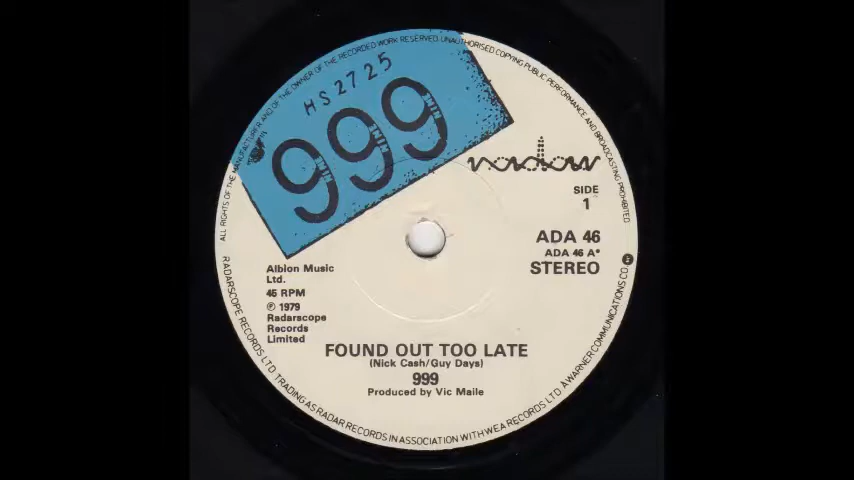 ALL RIGHTS OF THE MANUFACTURER AND OF THE OWNER OF THE RECORDED WORK RESERVED. UNAUTHORISED COPYING PUBLIC PERFORMANCE AND BROADCASTING PROHIBITED
HS2725
999
NINE NINE NINE
radar
SIDE
1
ADA 46
ADA 46 A*
STEREO
Albion Music
Ltd.
45 RPM
℗ 1979
Radarscope
Records
Limited
FOUND OUT TOO LATE
(Nick Cash/Guy Days)
999
Produced by Vic Maile
RADARSCOPE RECORDS LTD. TRADING AS RADAR RECORDS IN ASSOCIATION WITH WEA RECORDS LTD. A WARNER COMMUNICATIONS CO.